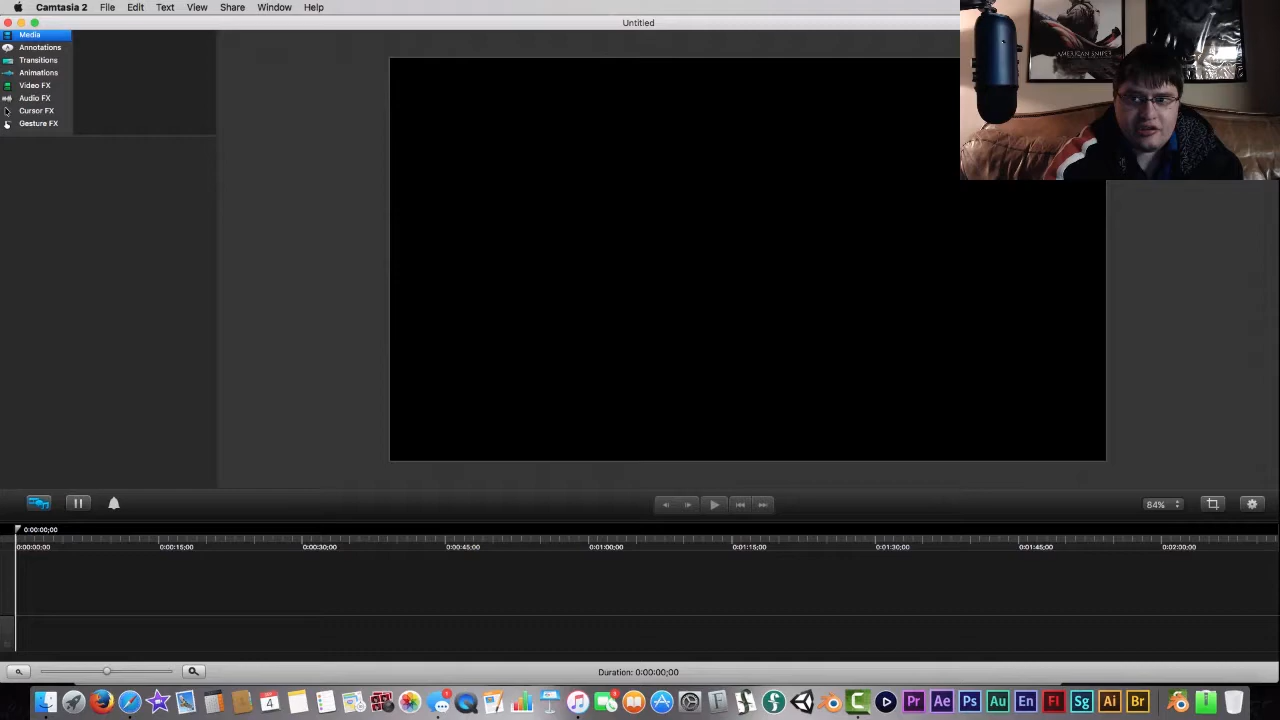 Camtasia 2 File Edit Text View Share Window Help
Untitled
Media
Annotations
Transitions
Animations
Video FX
Audio FX
Cursor FX
Gesture FX
AMERICAN SNIPER
84%
0:00:00;00
0:00:00;00 0:00:15;00 0:00:30;00 0:00:45;00 0:01:00;00 0:01:15;00 0:01:30;00 0:01:45;00 0:02:00;00
Duration: 0:00:00;00
4 Pr Ae Ps Au En Fl Sg Ai Br